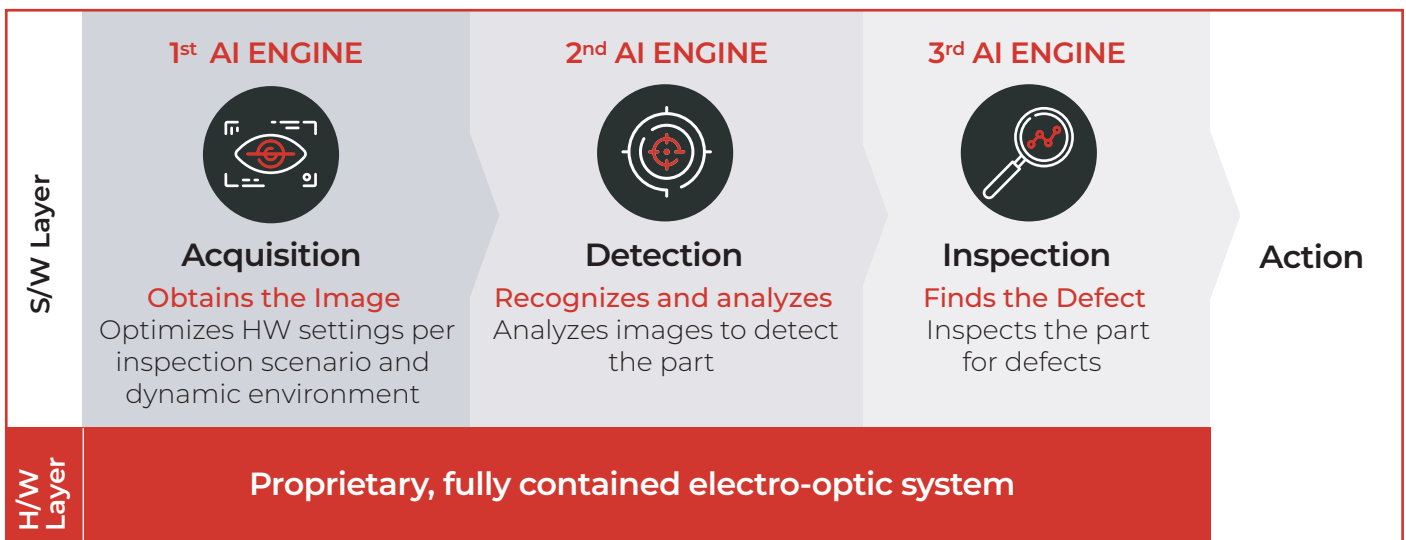 S/W Layer
1st AI ENGINE
Acquisition
Obtains the Image
Optimizes HW settings per
inspection scenario and
dynamic environment
2nd AI ENGINE
Detection
Recognizes and analyzes
Analyzes images to detect
the part
3rd AI ENGINE
Inspection
Finds the Defect
Inspects the part
for defects
Action
H/W
Layer
Proprietary, fully contained electro-optic system